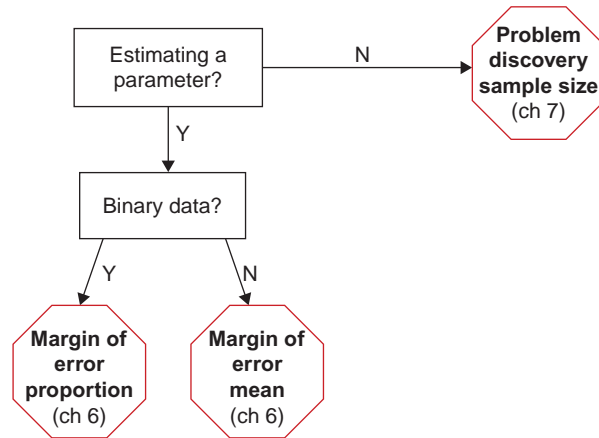 Estimating a
parameter?
N
Problem
discovery
sample size
(ch 7)
Y
Binary data?
Y
N
Margin of
error
proportion
(ch 6)
Margin of
error
mean
(ch 6)